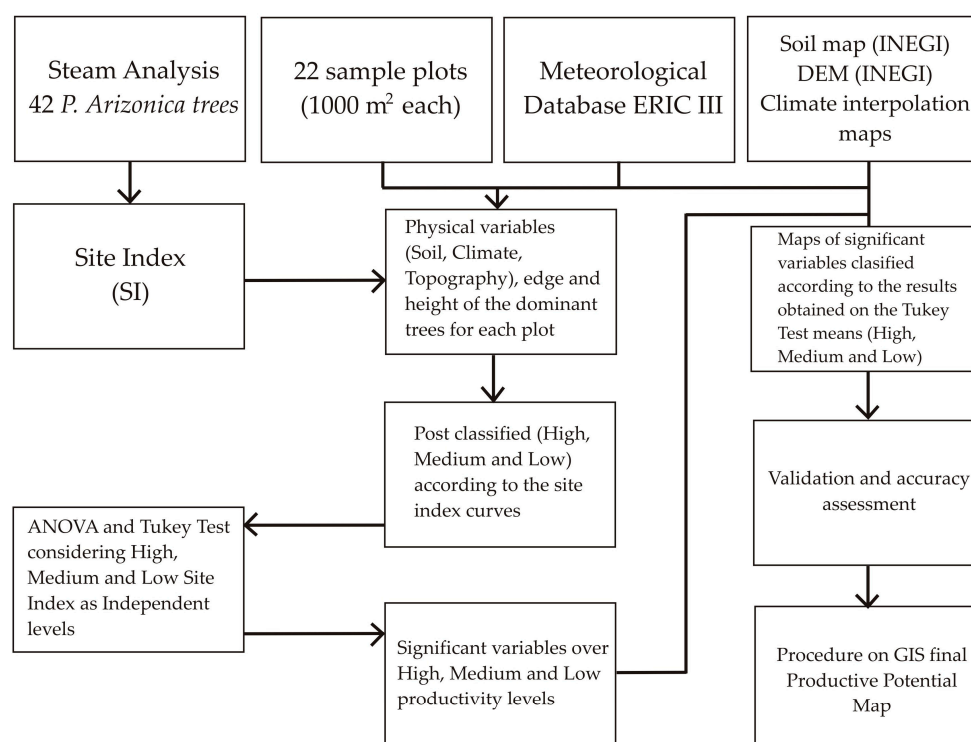 Steam Analysis
42 P. Arizonica trees
22 sample plots
(1000 m² each)
Meteorological
Database ERIC III
Soil map (INEGI)
DEM (INEGI)
Climate interpolation
maps
Site Index
(SI)
Physical variables
(Soil, Climate,
Topography), edge and
height of the dominant
trees for each plot
Maps of significant
variables clasified
according to the results
obtained on the Tukey
Test means (High,
Medium and Low)
Post classified (High,
Medium and Low)
according to the site
index curves
Validation and accuracy
assessment
ANOVA and Tukey Test
considering High,
Medium and Low Site
Index as Independent
levels
Significant variables over
High, Medium and Low
productivity levels
Procedure on GIS final
Productive Potential
Map